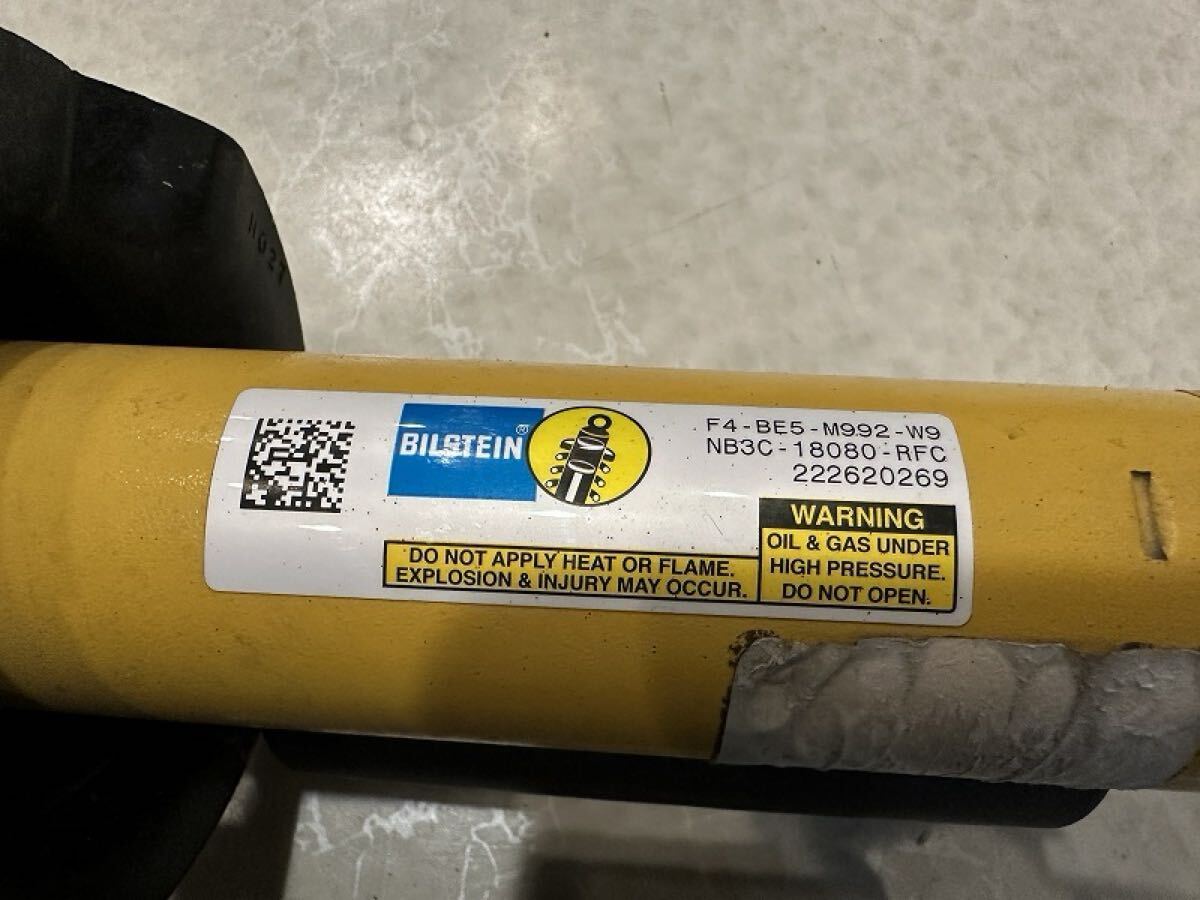 H027
BILSTEIN®
F4-BE5-M992-W9
NB3C-18080-RFC
222620269
WARNING
OIL & GAS UNDER
HIGH PRESSURE.
DO NOT OPEN.
DO NOT APPLY HEAT OR FLAME.
EXPLOSION & INJURY MAY OCCUR.